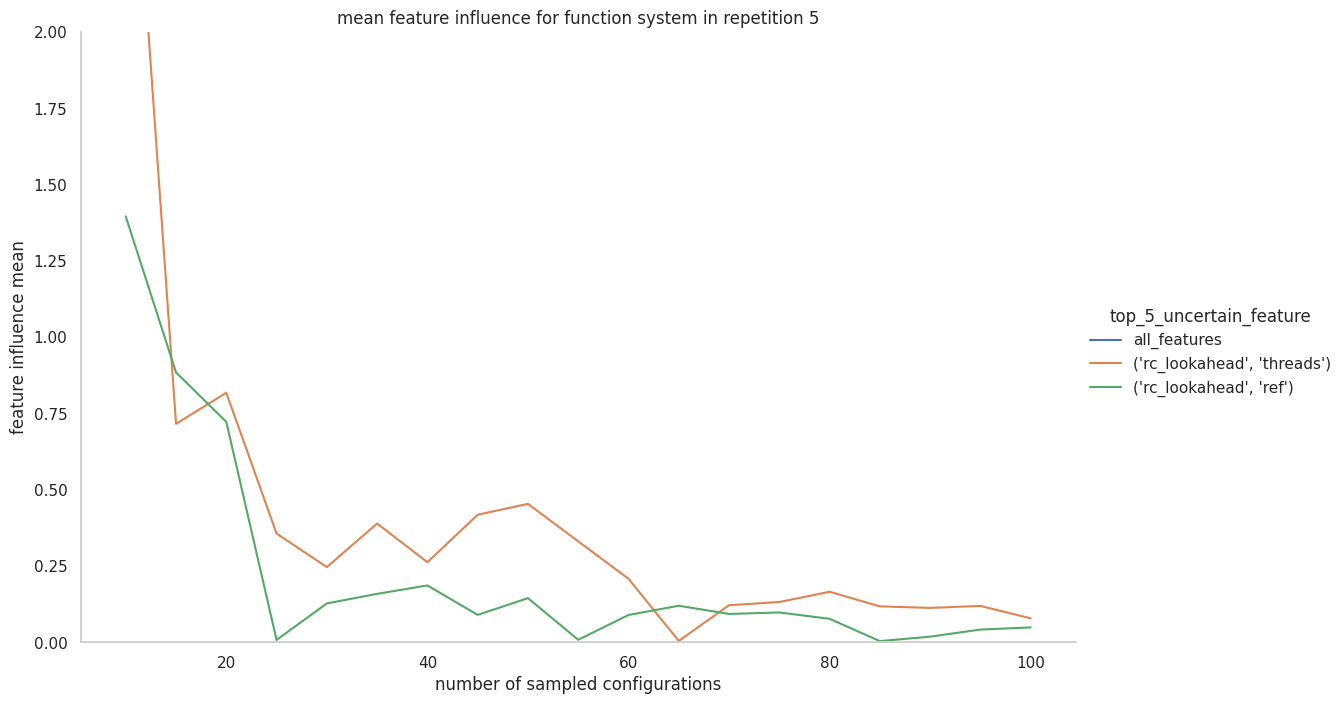 mean feature influence for function system in repetition 5
2.00
1.75
1.50
1.25
1.00
0.75
0.50
0.25
0.00
feature influence mean
20
40
60
80
100
number of sampled configurations
top_5_uncertain_feature
all_features
('rc_lookahead', 'threads')
('rc_lookahead', 'ref')